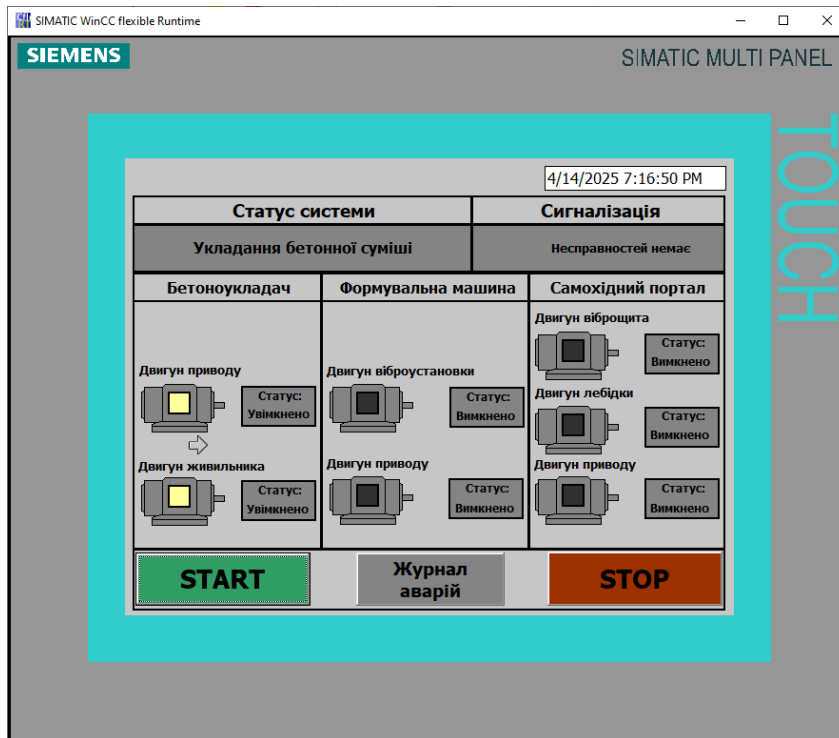 SIMATIC WinCC flexible Runtime
SIEMENS
SIMATIC MULTI PANEL
TOUCH
4/14/2025 7:16:50 PM
Статус системи
Сигналізація
Укладання бетонної суміші
Несправностей немає
Бетоноукладач
Формувальна машина
Самохідний портал
Двигун приводу
Статус:
Увімкнено
Двигун живильника
Статус:
Увімкнено
Двигун віброустановки
Статус:
Вимкнено
Двигун приводу
Статус:
Вимкнено
Двигун віброщита
Статус:
Вимкнено
Двигун лебідки
Статус:
Вимкнено
Двигун приводу
Статус:
Вимкнено
START
Журнал
аварій
STOP